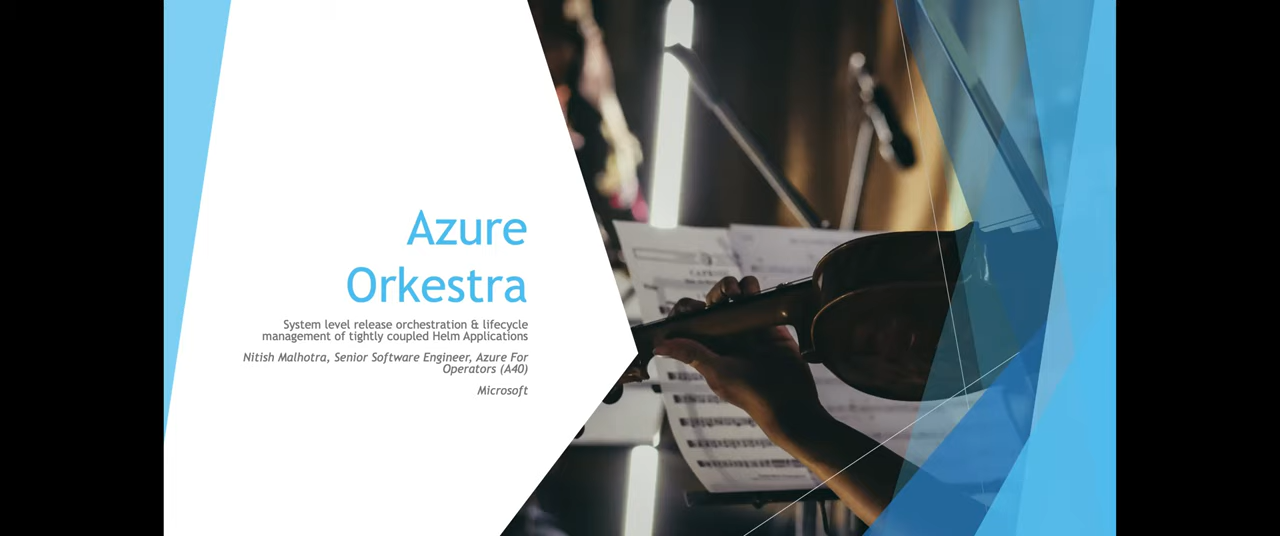 Azure
Orkestra
System level release orchestration & lifecycle
management of tightly coupled Helm Applications
Nitish Malhotra, Senior Software Engineer, Azure For
Operators (A4O)
Microsoft